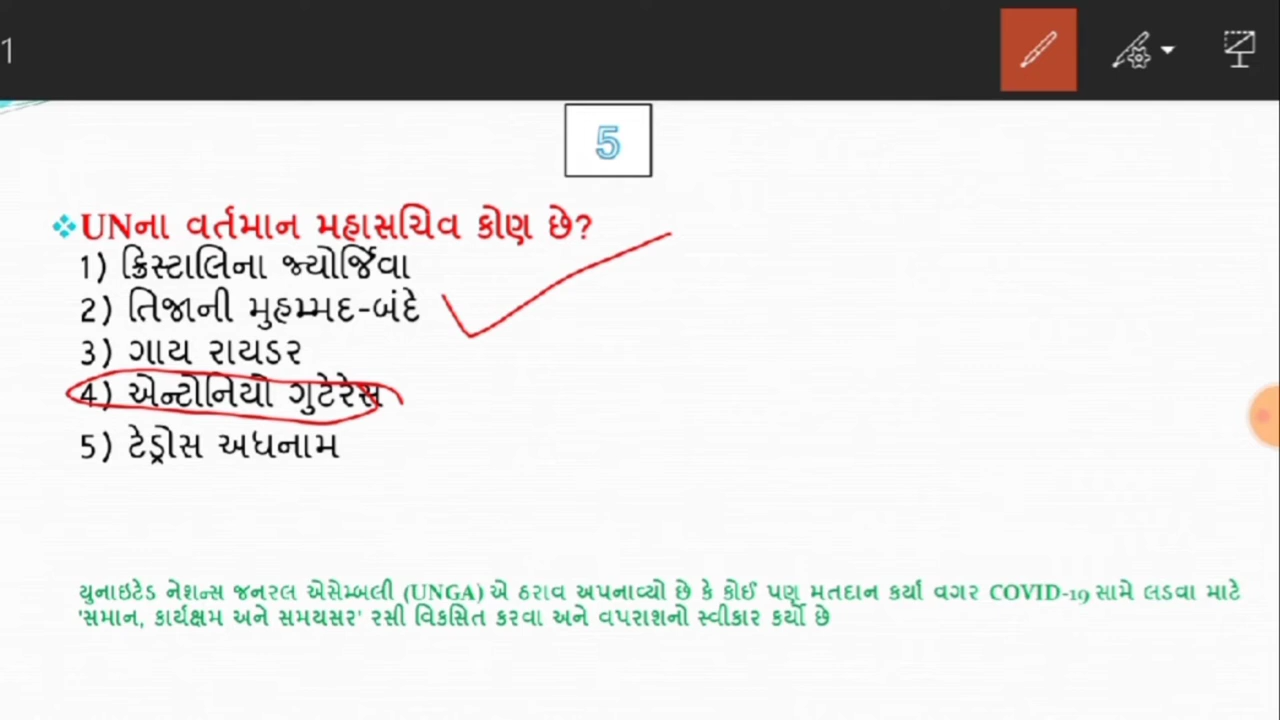 1
5
UNના વર્તમાન મહાસચિવ કોણ છે?
1) ક્રિસ્ટાલિના જ્યોર્જિવા
2) તિજાની મુહમ્મદ-બંદે
3) ગાય રાયડર
4) એન્ટોનિયો ગુટેરેસ
5) ટેડ્રોસ અધનામ
યુનાઇટેડ નેશન્સ જનરલ એસેમ્બલી (UNGA) એ ઠરાવ અપનાવ્યો છે કે કોઈ પણ મતદાન કર્યા વગર COVID-19 સામે લડવા માટે
'સમાન, કાર્યક્ષમ અને સમયસર' રસી વિકસિત કરવા અને વપરાશનો સ્વીકાર કર્યો છે